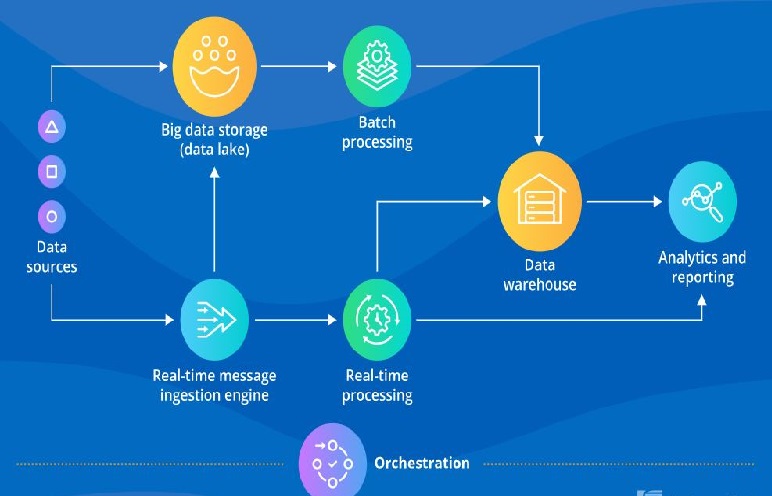 Big data storage
(data lake)
Batch
processing
Data
sources
Data
warehouse
Analytics and
reporting
Real-time message
ingestion engine
Real-time
processing
Orchestration